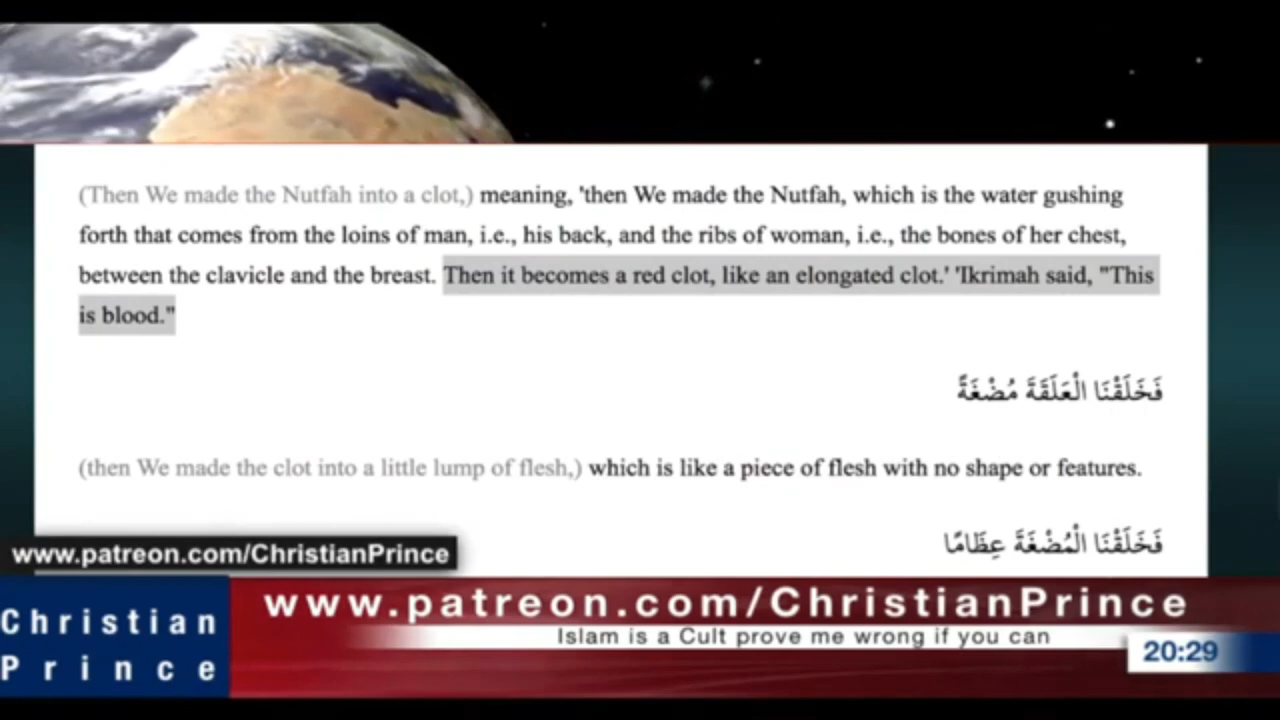 (Then We made the Nutfah into a clot,) meaning, 'then We made the Nutfah, which is the water gushing
forth that comes from the loins of man, i.e., his back, and the ribs of woman, i.e., the bones of her chest,
between the clavicle and the breast. Then it becomes a red clot, like an elongated clot.' 'Ikrimah said, "This
is blood."
فَخَلَقْنَا الْعَلَقَةَ مُضْغَةً
(then We made the clot into a little lump of flesh,) which is like a piece of flesh with no shape or features.
فَخَلَقْنَا الْمُضْغَةَ عِظَامًا
www.patreon.com/ChristianPrince
www.patreon.com/ChristianPrince
Islam is a Cult prove me wrong if you can
Christian
Prince
20:29